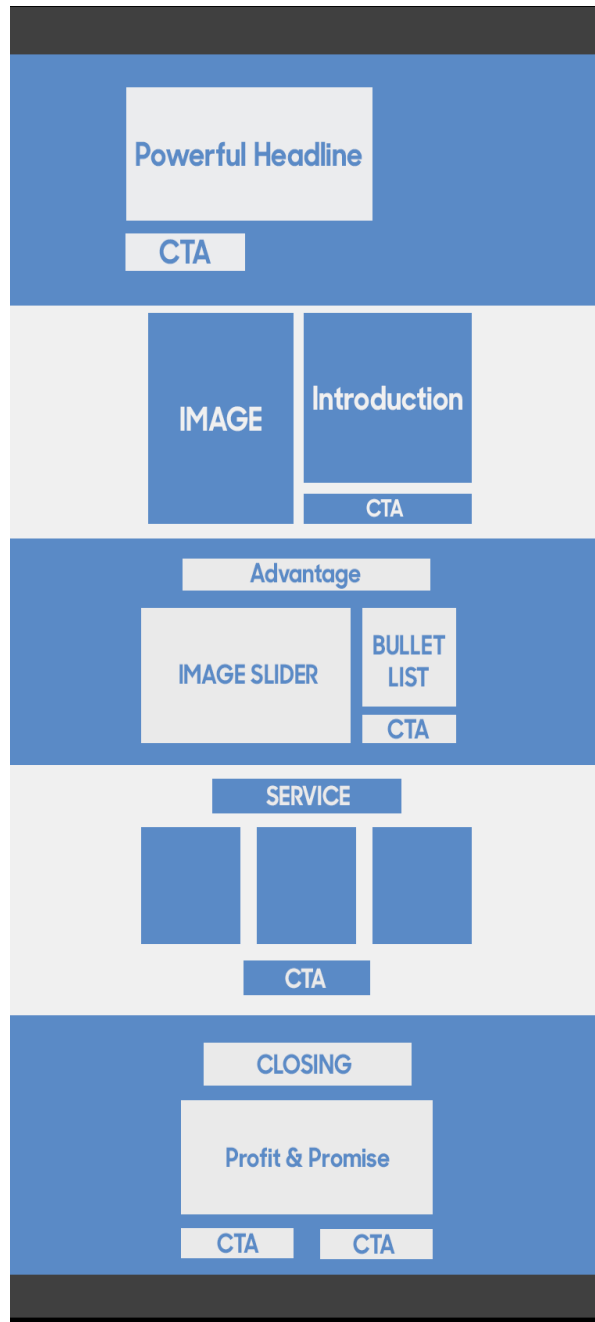 Powerful Headline
CTA
IMAGE
Introduction
CTA
Advantage
IMAGE SLIDER
BULLET
LIST
CTA
SERVICE
CTA
CLOSING
Profit & Promise
CTA
CTA